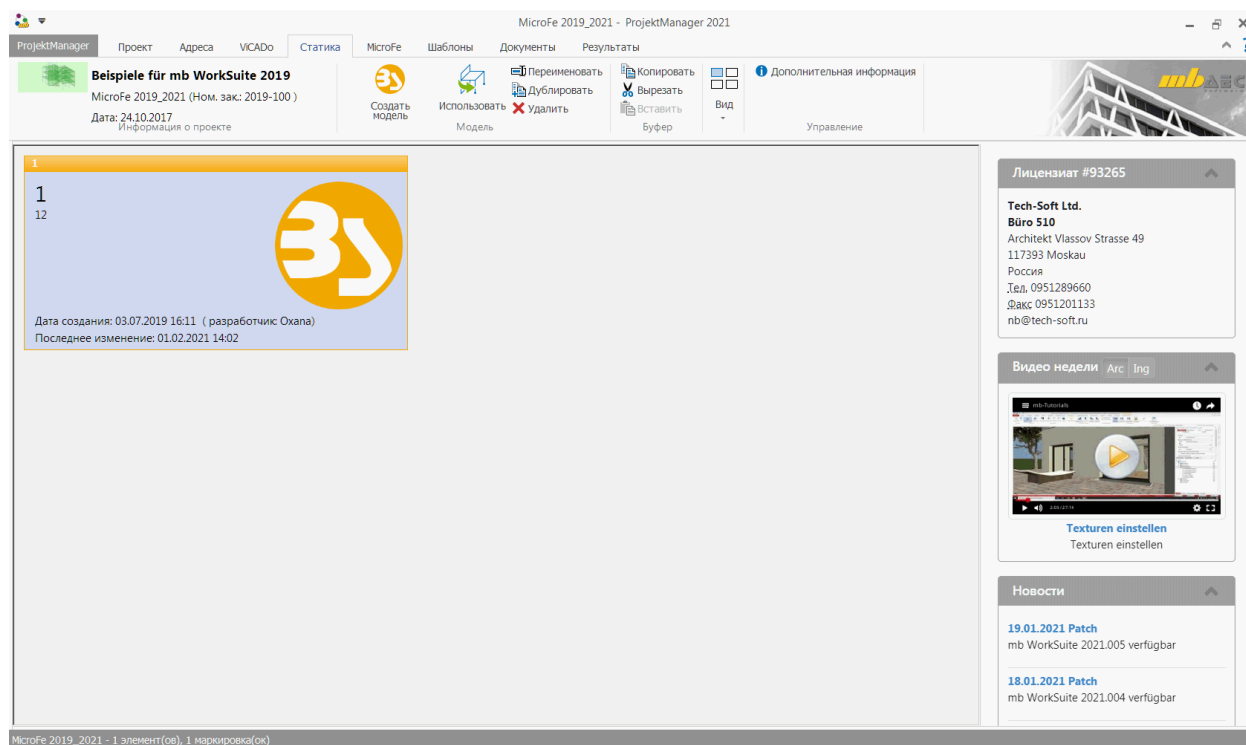 MicroFe 2019_2021 - ProjektManager 2021
ProjektManager Проект Адреса ViCADo Статика MicroFe Шаблоны Документы Результаты
Beispiele für mb WorkSuite 2019
MicroFe 2019_2021 (Ном. зак.: 2019-100 )
Дата: 24.10.2017
Информация о проекте
Создать модель
Использовать
Переименовать
Дублировать
Удалить
Модель
Копировать
Вырезать
Вставить
Буфер
Вид
Дополнительная информация
Управление
mb AEC
1
1
12
Дата создания: 03.07.2019 16:11 ( разработчик: Oxana)
Последнее изменение: 01.02.2021 14:02
Лицензиат #93265
Tech-Soft Ltd.
Büro 510
Architekt Vlassov Strasse 49
117393 Moskau
Россия
Тел. 0951289660
Факс 0951201133
nb@tech-soft.ru
Видео недели Arc Ing
mb-Tutorials
Texturen einstellen
Texturen einstellen
Новости
19.01.2021 Patch
mb WorkSuite 2021.005 verfügbar
18.01.2021 Patch
mb WorkSuite 2021.004 verfügbar
MicroFe 2019_2021 - 1 элемент(ов), 1 маркировка(ок)